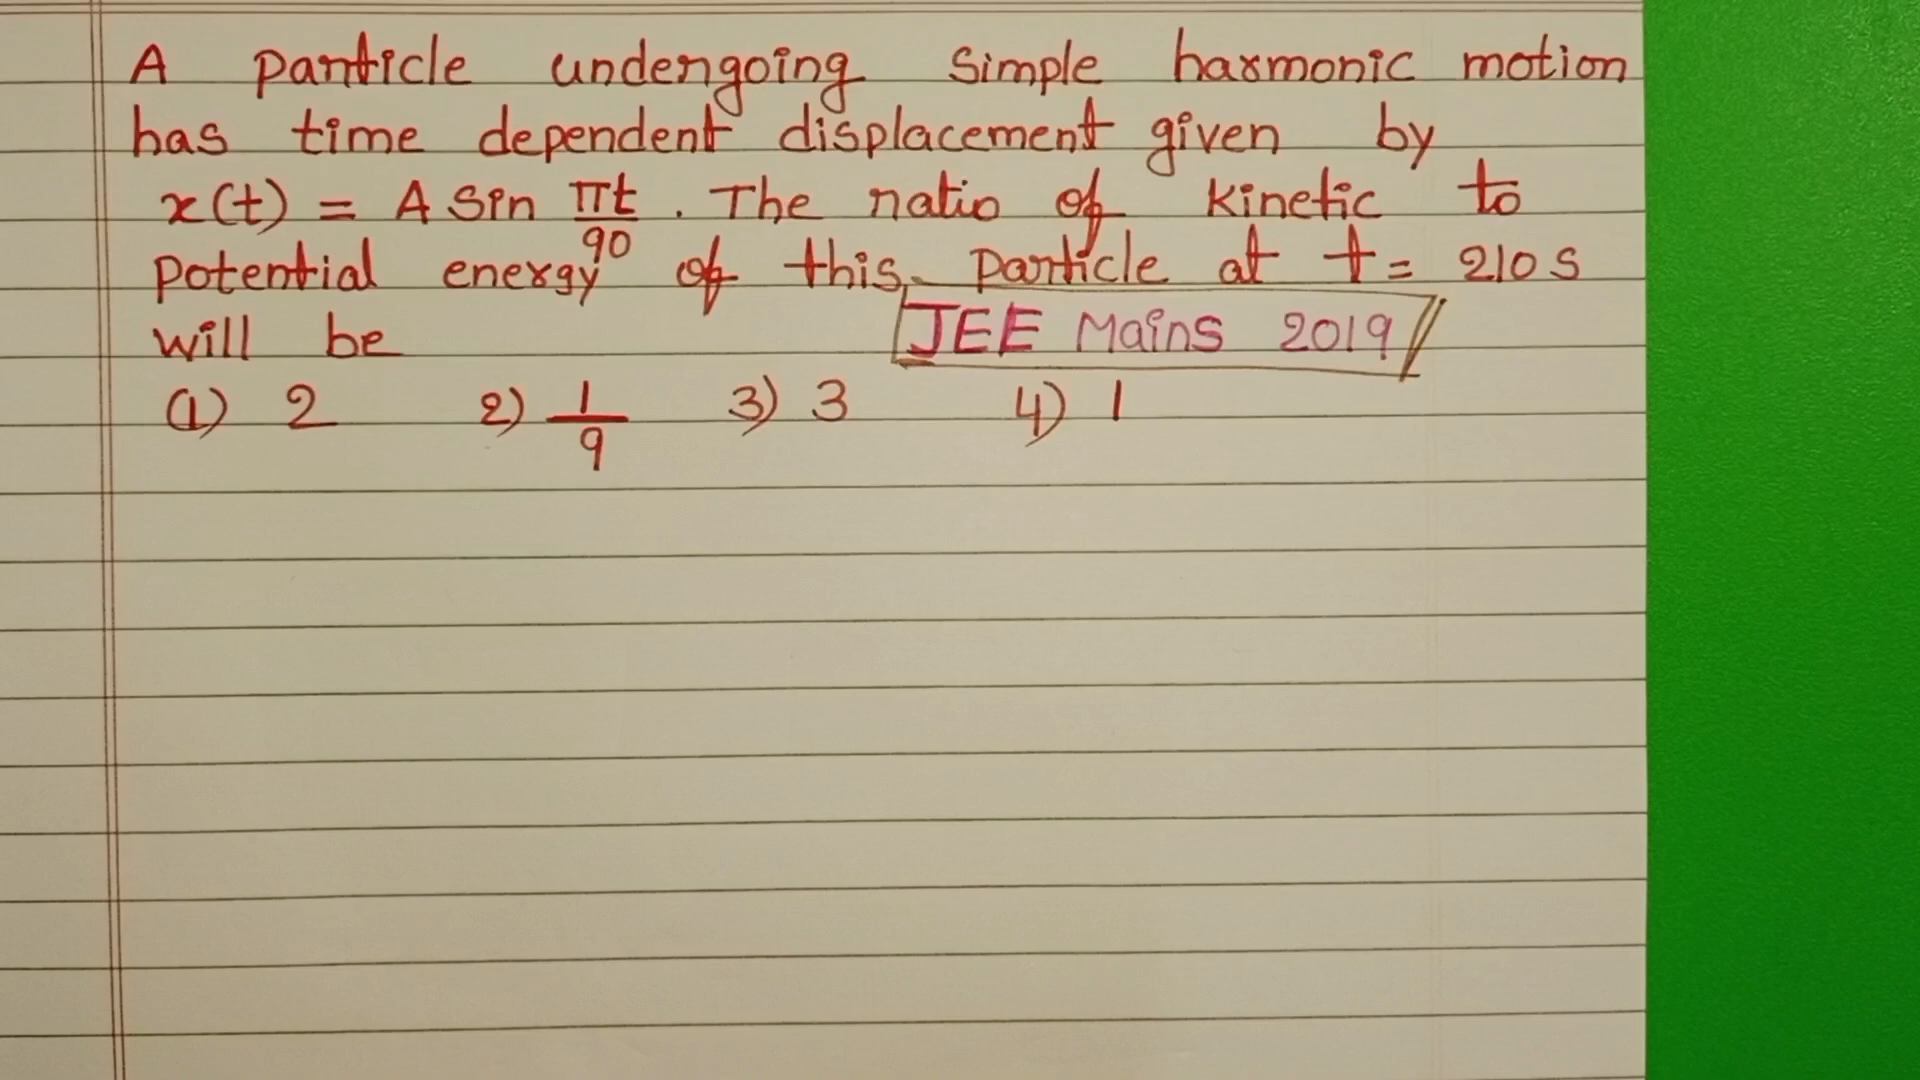 A particle undergoing simple harmonic motion
has time dependent displacement given by
x(t) = A sin πt/90 . The ratio of kinetic to
potential energy of this particle at t = 210 s
will be
JEE Mains 2019
(1) 2 2) 1/9 3) 3 4) 1